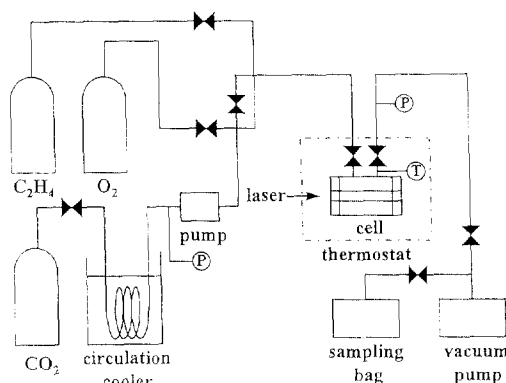 C₂H₄
O₂
P
T
laser
cell
thermostat
pump
P
CO₂
circulation
cooler
sampling
bag
vacuum
pump